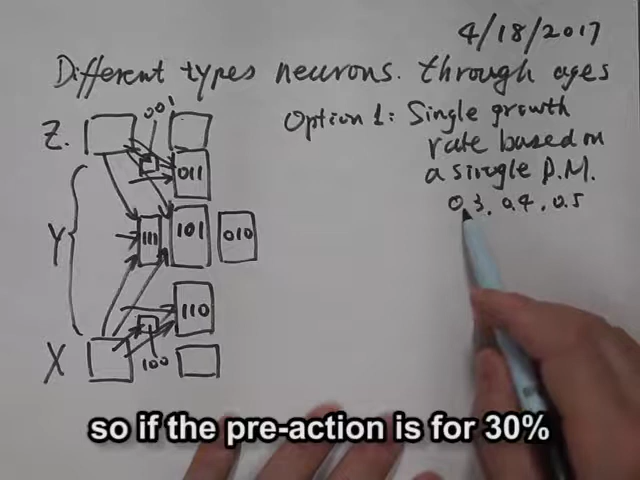 4/18/2017
Different types neurons. through ages
Z.
001
Option 1: Single growth
rate based on
a single P.M.
0.3, 0.4, 0.5
011
Y
111
101
010
110
X
100
so if the pre-action is for 30%